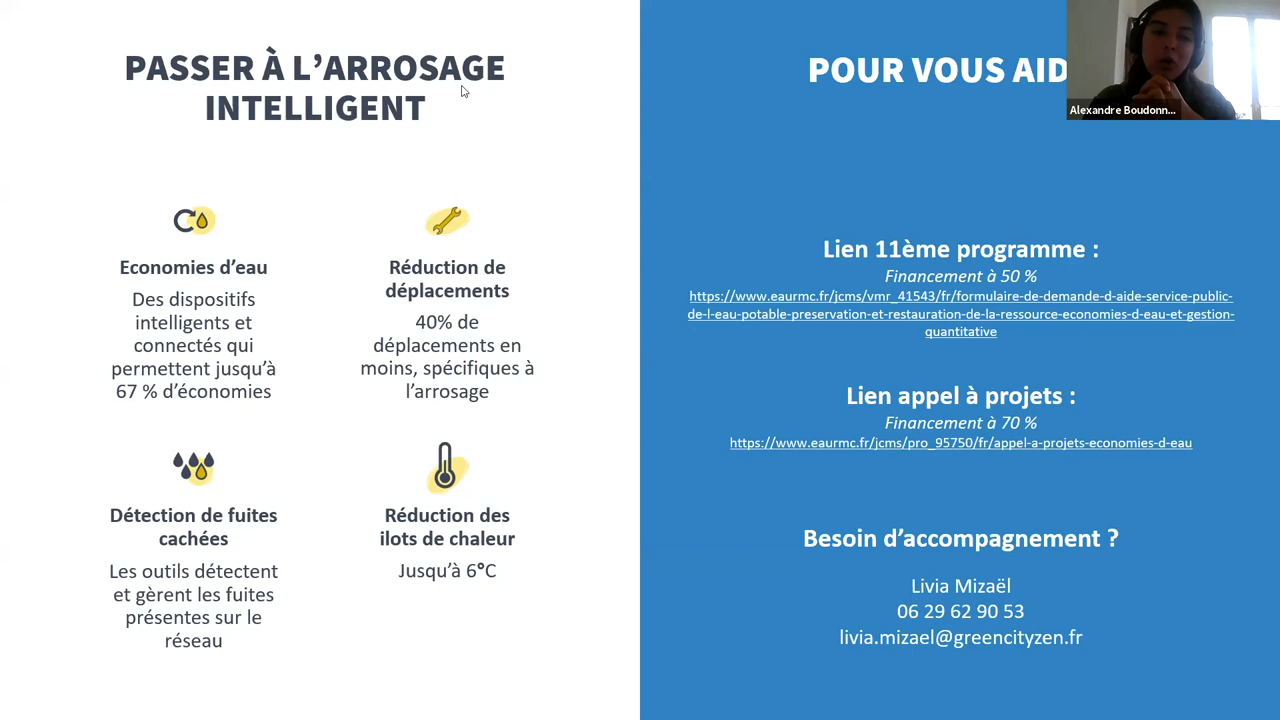 PASSER À L’ARROSAGE
INTELLIGENT
Economies d’eau
Des dispositifs
intelligents et
connectés qui
permettent jusqu’à
67 % d’économies
Réduction de
déplacements
40% de
déplacements en
moins, spécifiques à
l’arrosage
Détection de fuites
cachées
Les outils détectent
et gèrent les fuites
présentes sur le
réseau
Réduction des
ilots de chaleur
Jusqu’à 6°C
POUR VOUS AID
Alexandre Boudonn...
Lien 11ème programme :
Financement à 50 %
https://www.eaurmc.fr/jcms/vmr_41543/fr/formulaire-de-demande-d-aide-service-public-
de-l-eau-potable-preservation-et-restauration-de-la-ressource-economies-d-eau-et-gestion-
quantitative
Lien appel à projets :
Financement à 70 %
https://www.eaurmc.fr/jcms/pro_95750/fr/appel-a-projets-economies-d-eau
Besoin d’accompagnement ?
Livia Mizaël
06 29 62 90 53
livia.mizael@greencityzen.fr